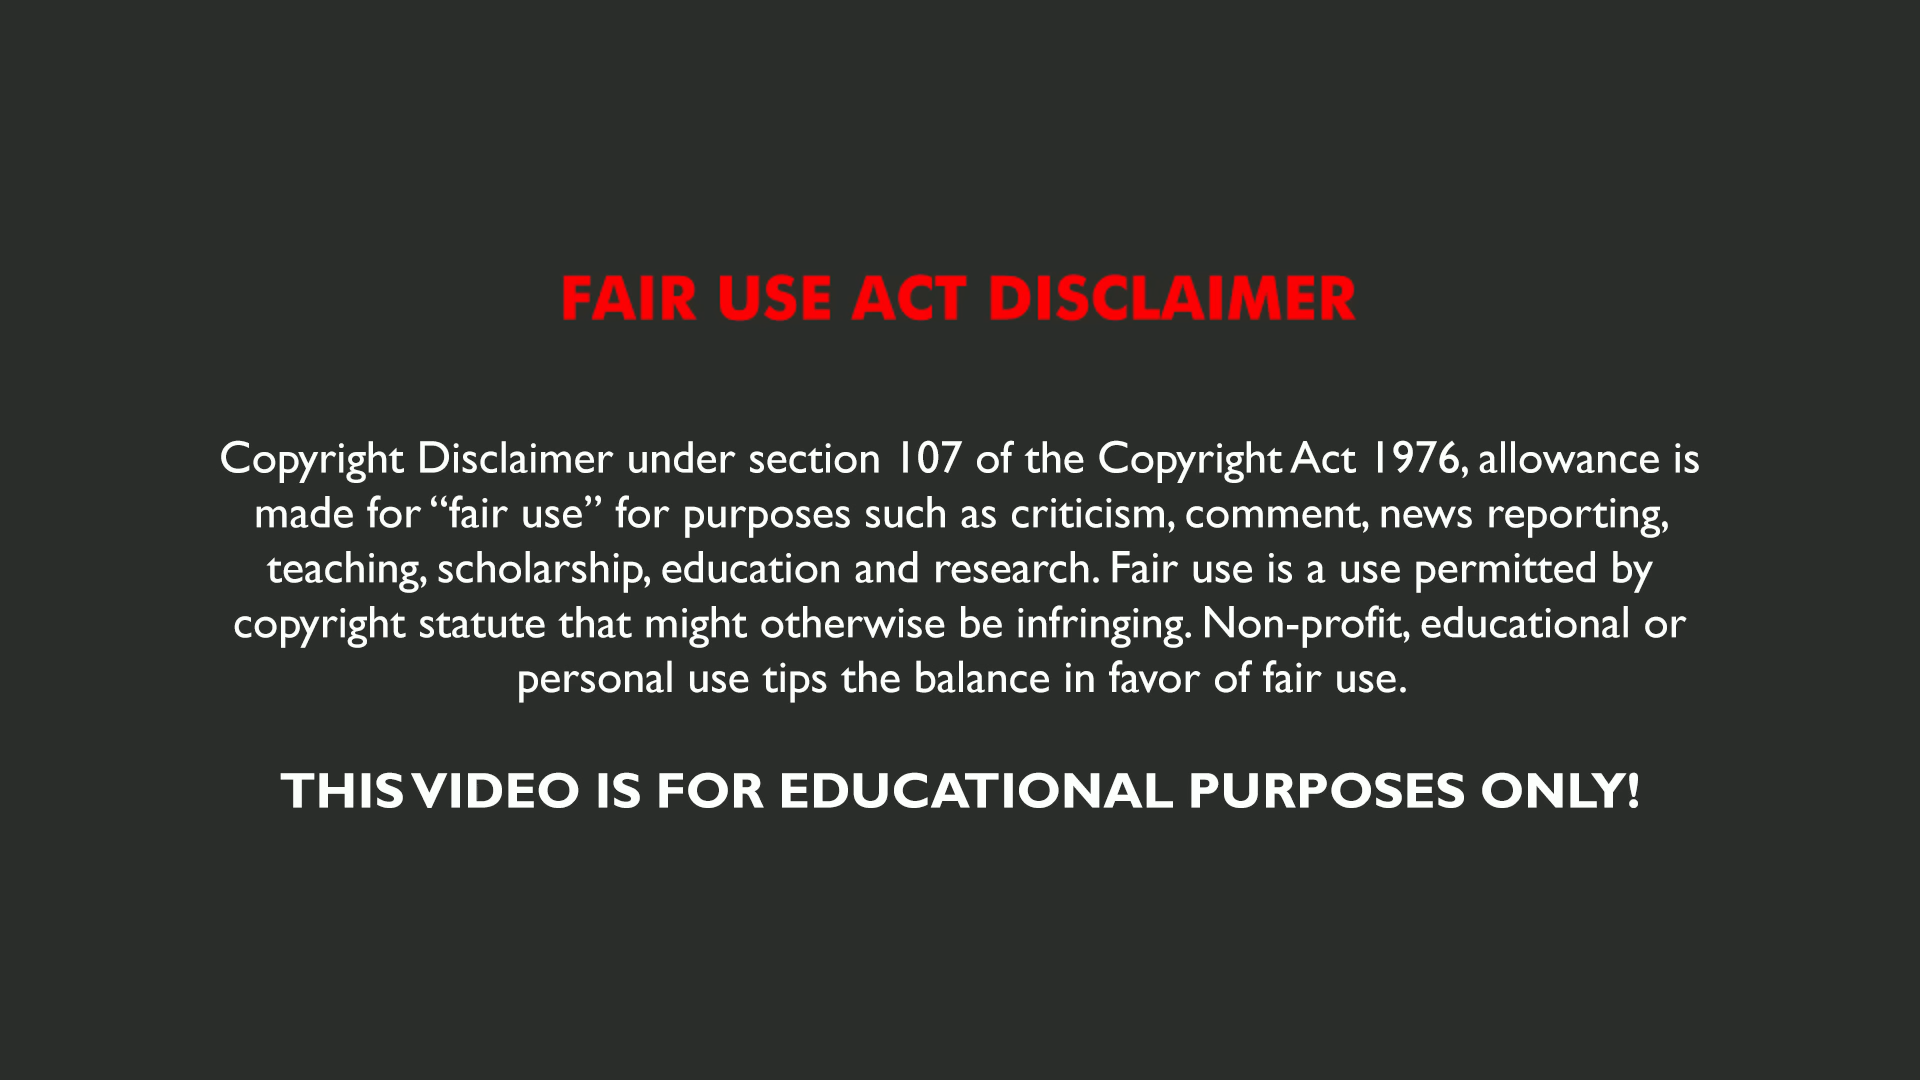 FAIR USE ACT DISCLAIMER
Copyright Disclaimer under section 107 of the Copyright Act 1976, allowance is
made for “fair use” for purposes such as criticism, comment, news reporting,
teaching, scholarship, education and research. Fair use is a use permitted by
copyright statute that might otherwise be infringing. Non-profit, educational or
personal use tips the balance in favor of fair use.
THIS VIDEO IS FOR EDUCATIONAL PURPOSES ONLY!